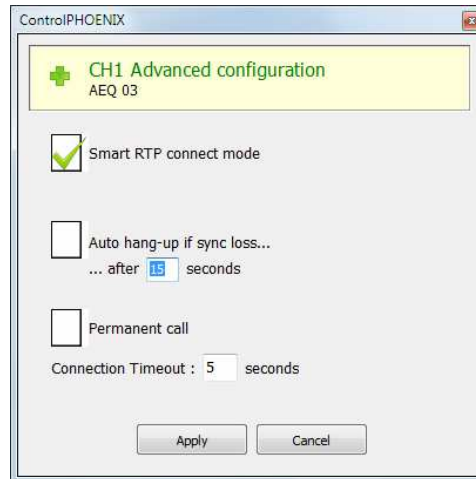 ControlPHOENIX
CH1 Advanced configuration
AEQ 03
Smart RTP connect mode
Auto hang-up if sync loss...
... after 15 seconds
Permanent call
Connection Timeout : 5 seconds
Apply Cancel